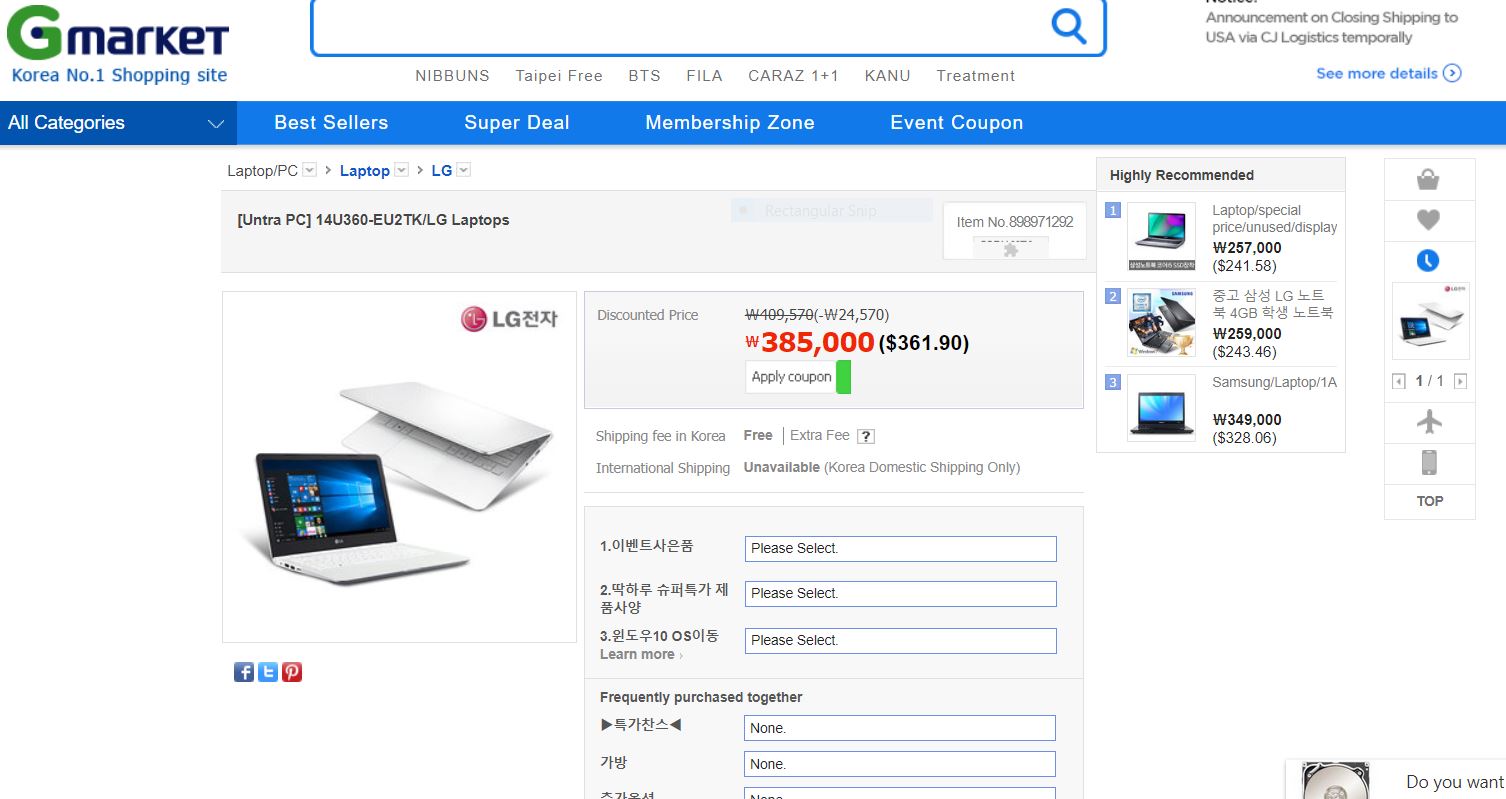 Gmarket
Korea No.1 Shopping site
Announcement on Closing Shipping to
USA via CJ Logistics temporally
See more details
NIBBUNS Taipei Free BTS FILA CARAZ 1+1 KANU Treatment
All Categories Best Sellers Super Deal Membership Zone Event Coupon
Laptop/PC > Laptop > LG
[Untra PC] 14U360-EU2TK/LG Laptops
Rectangular Snip
Item No.898971292
LG전자
Discounted Price ₩409,570(-₩24,570)
₩385,000 ($361.90)
Apply coupon
Shipping fee in Korea Free | Extra Fee ?
International Shipping Unavailable (Korea Domestic Shipping Only)
1.이벤트사은품 Please Select.
2.딱하루 슈퍼특가 제
품사양 Please Select.
3.윈도우10 OS이동 Please Select.
Learn more ›
Frequently purchased together
▶특가찬스◀ None.
가방 None.
추가옵션 None.
Highly Recommended
1
Laptop/special
price/unused/display
₩257,000
($241.58)
2
중고 삼성 LG 노트
북 4GB 학생 노트북
₩259,000
($243.46)
SAMSUNG
3
Samsung/Laptop/1A
₩349,000
($328.06)
1 / 1
TOP
Do you want